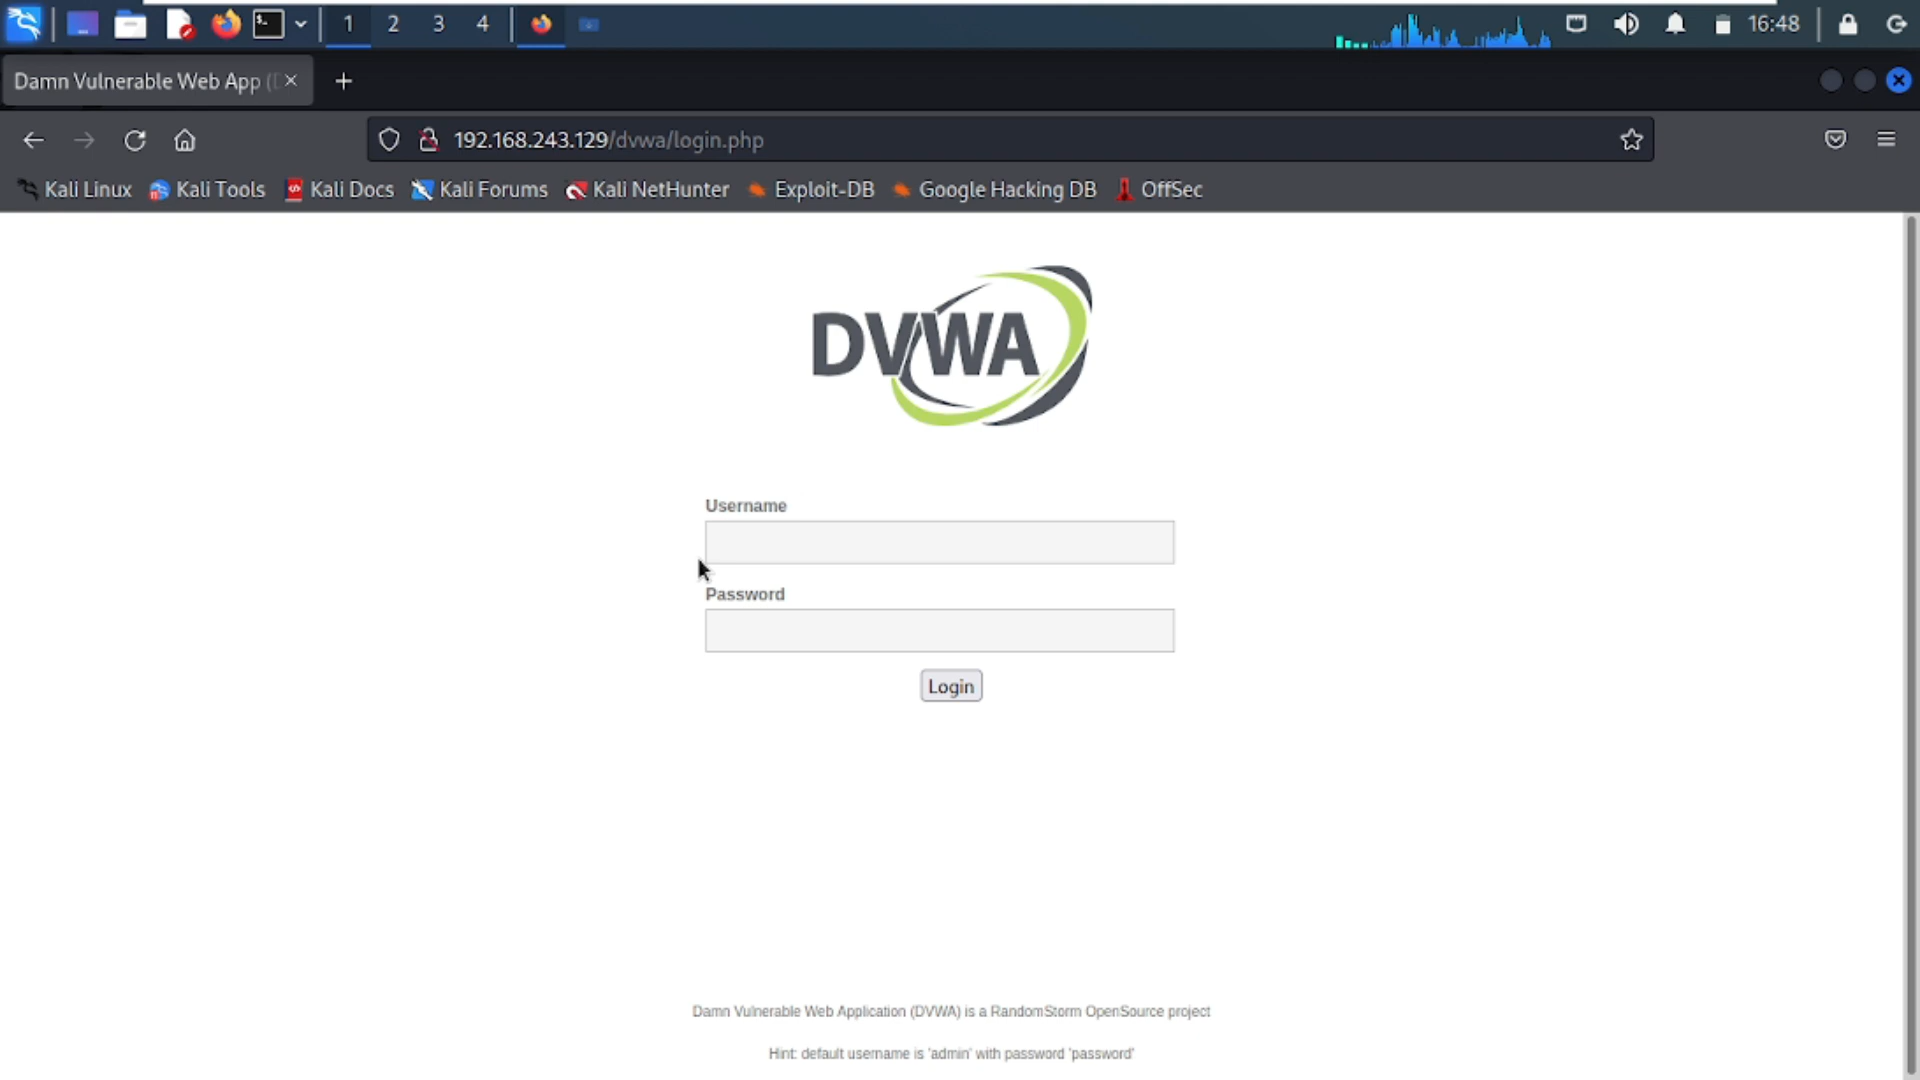 1 2 3 4 16:48
Damn Vulnerable Web App (
192.168.243.129/dvwa/login.php
Kali Linux Kali Tools Kali Docs Kali Forums Kali NetHunter Exploit-DB Google Hacking DB OffSec
DVWA
Username
Password
Login
Damn Vulnerable Web Application (DVWA) is a RandomStorm OpenSource project
Hint: default username is 'admin' with password 'password'